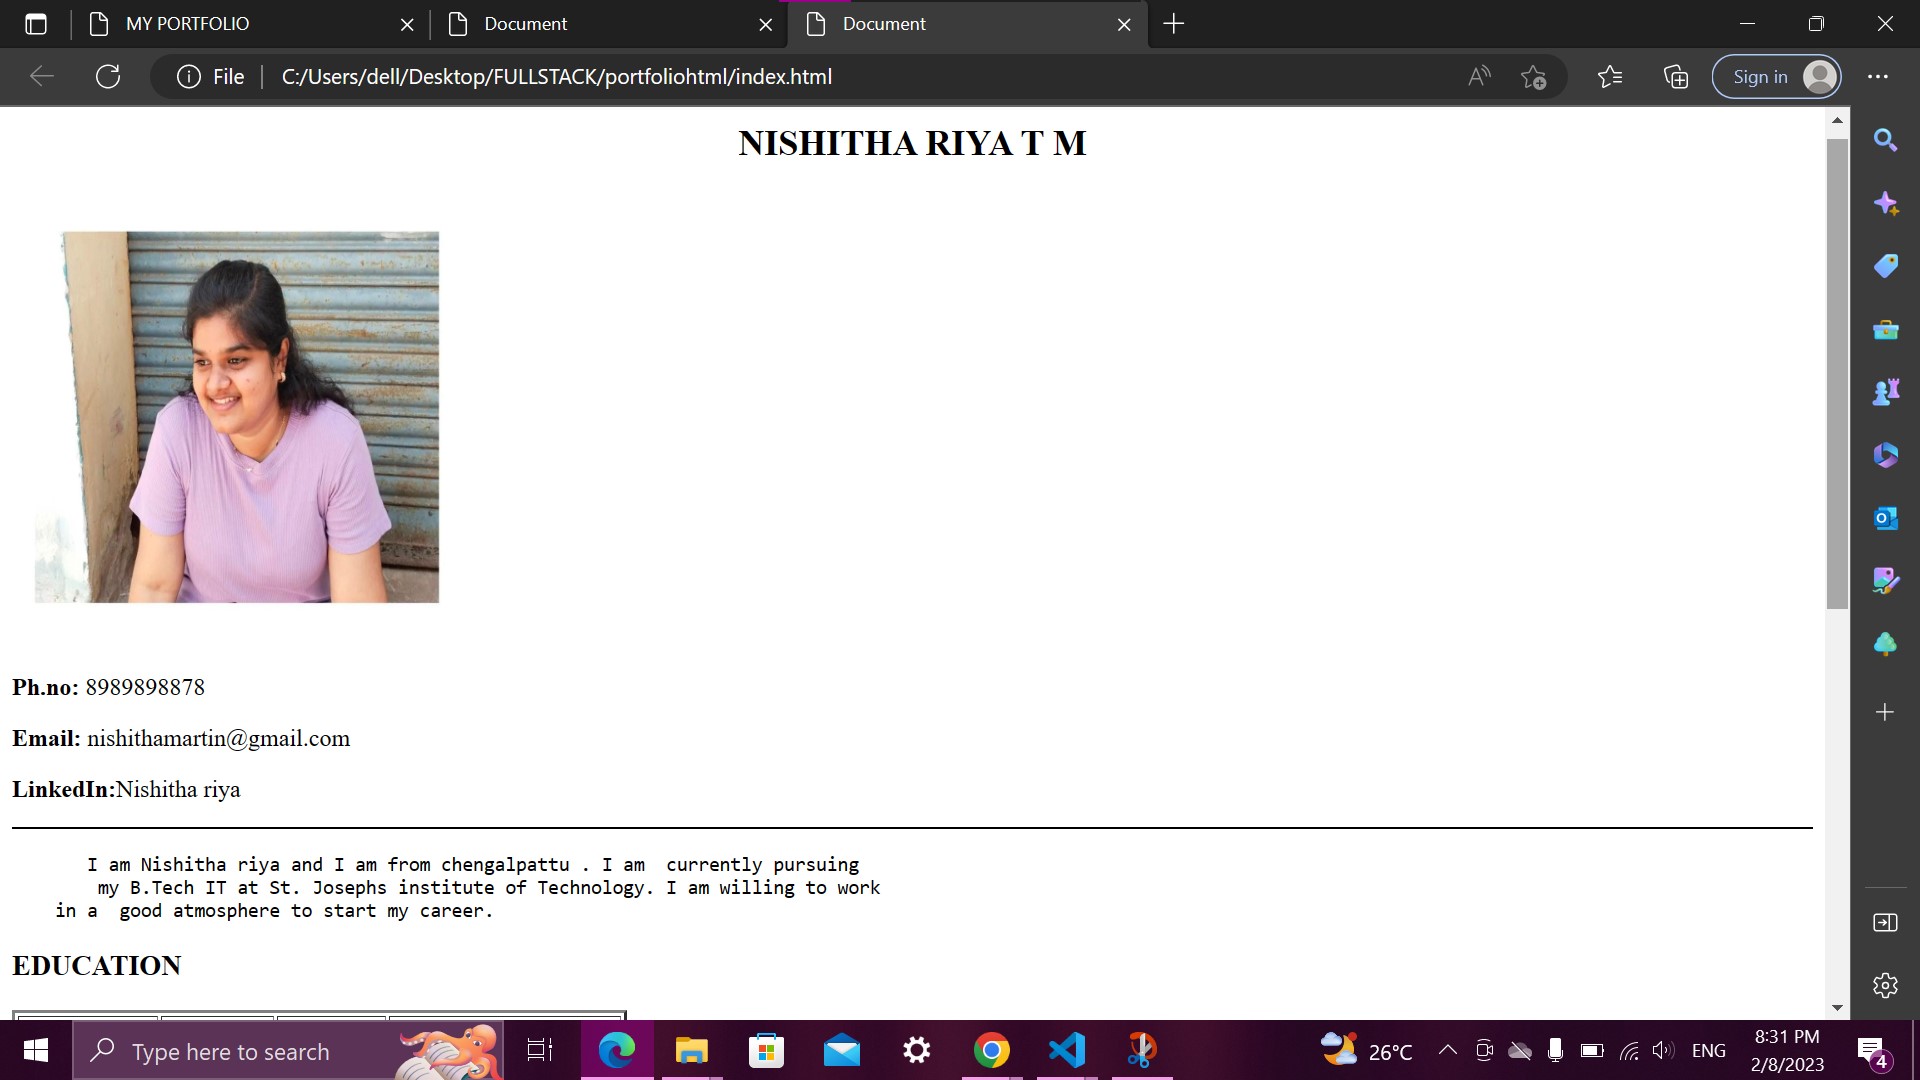 MY PORTFOLIO
Document
Document
File
C:/Users/dell/Desktop/FULLSTACK/portfoliohtml/index.html
Sign in
NISHITHA RIYA T M
Ph.no: 8989898878
Email: nishithamartin@gmail.com
LinkedIn:Nishitha riya
I am Nishitha riya and I am from chengalpattu . I am  currently pursuing
my B.Tech IT at St. Josephs institute of Technology. I am willing to work
in a  good atmosphere to start my career.
EDUCATION
Type here to search
26°C
ENG
8:31 PM
2/8/2023
4